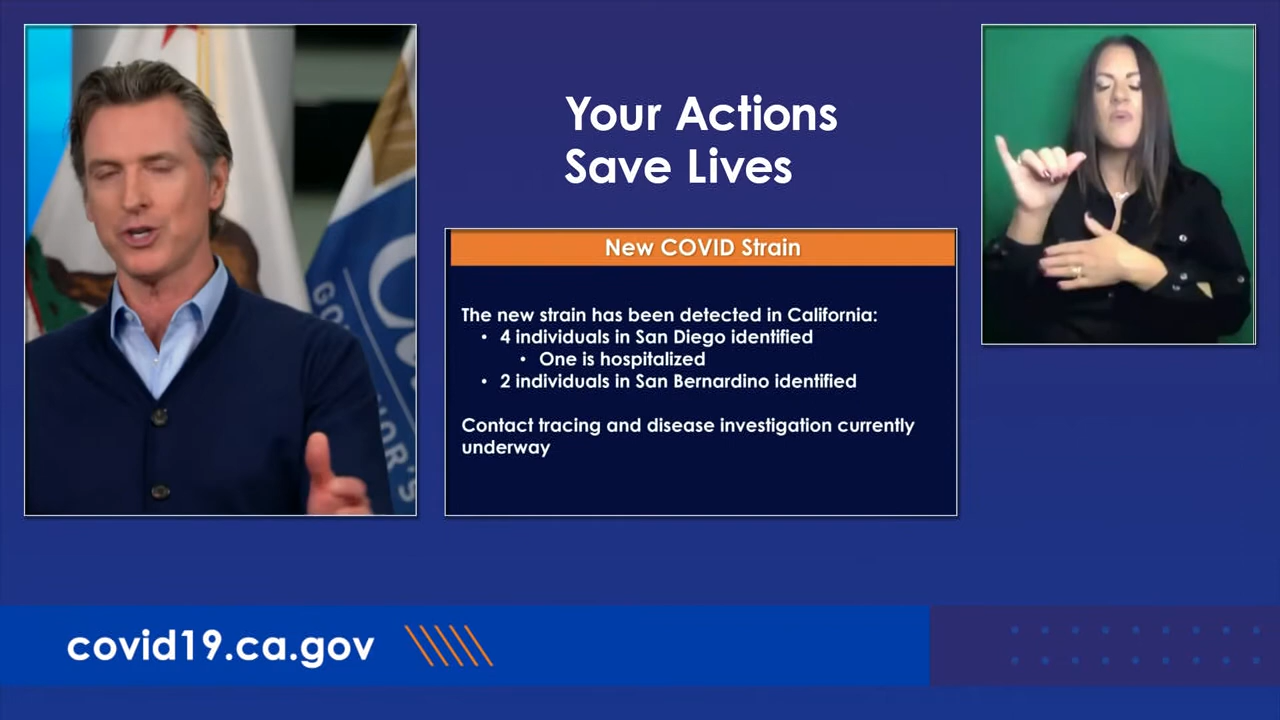 Your Actions
Save Lives
New COVID Strain
The new strain has been detected in California:
• 4 individuals in San Diego identified
• One is hospitalized
• 2 individuals in San Bernardino identified
Contact tracing and disease investigation currently
underway
covid19.ca.gov